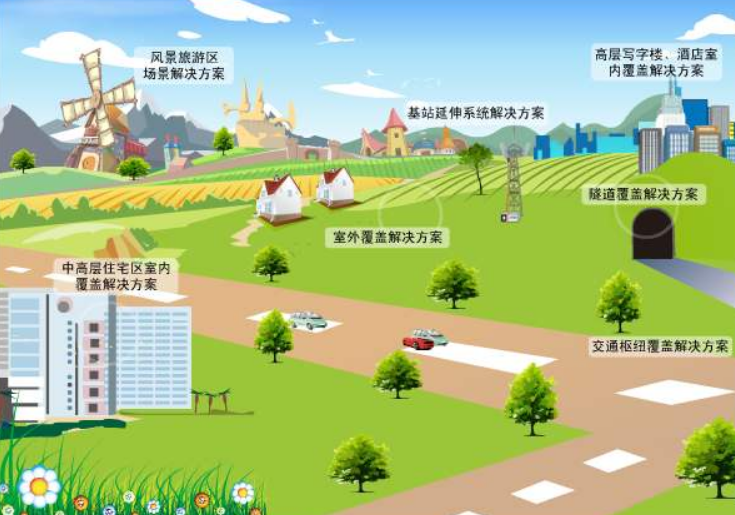 风景旅游区
场景解决方案
高层写字楼、酒店室
内覆盖解决方案
基站延伸系统解决方案
隧道覆盖解决方案
室外覆盖解决方案
中高层住宅区室内
覆盖解决方案
交通枢纽覆盖解决方案